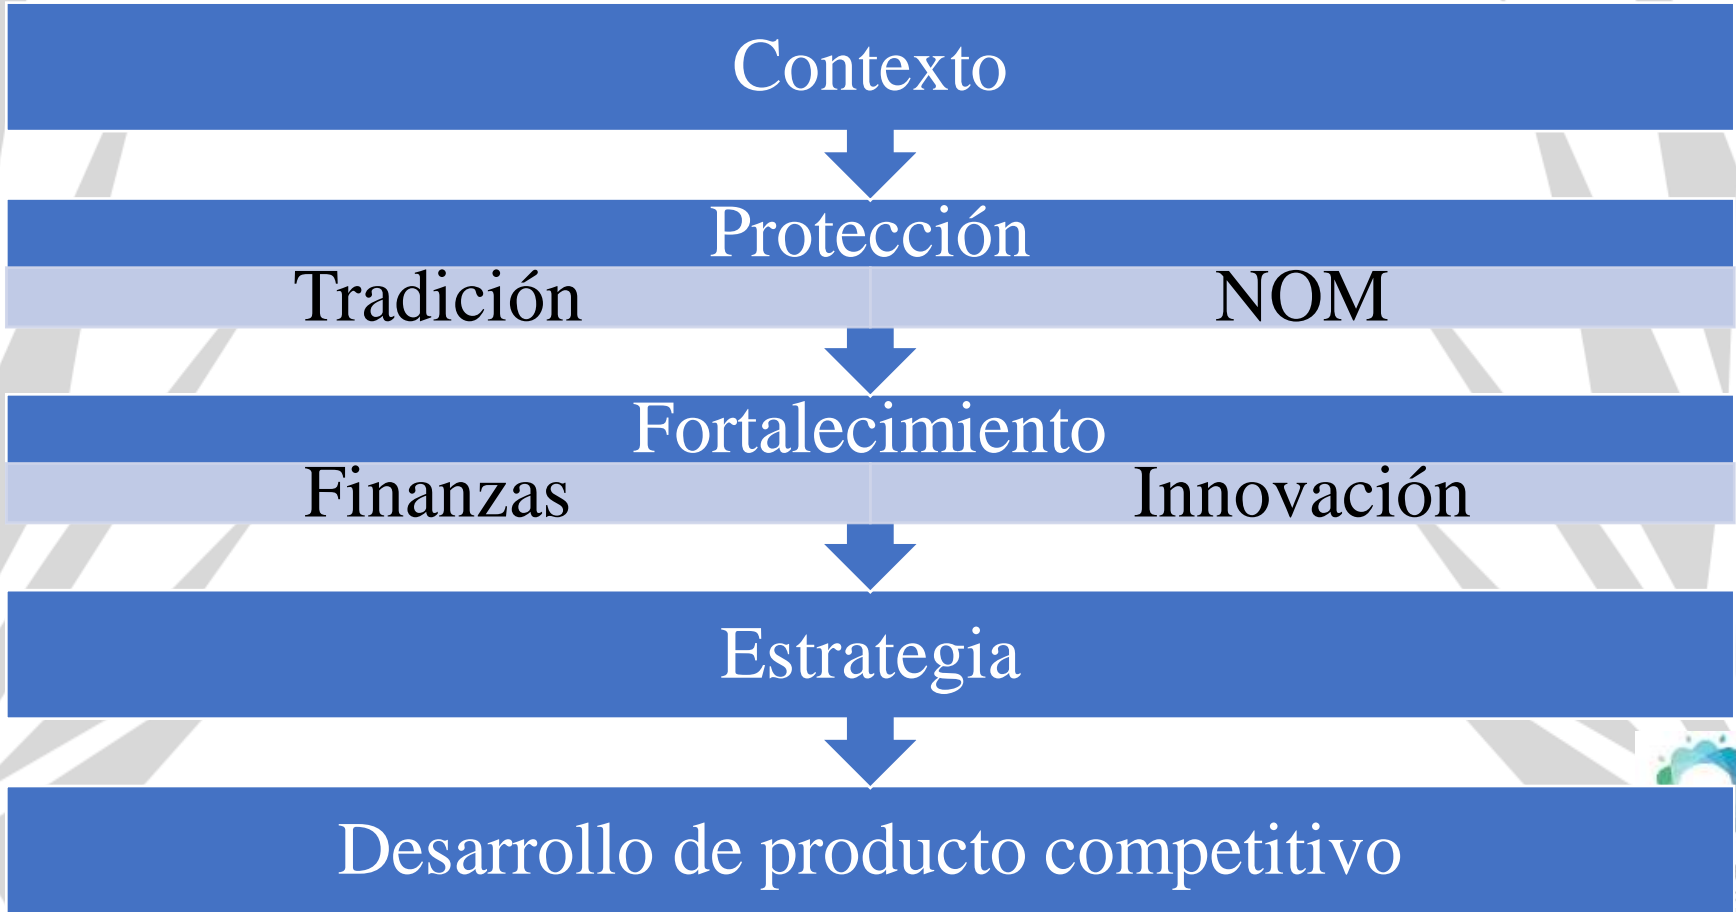 Contexto
Protección
Tradición NOM
Fortalecimiento
Finanzas Innovación
Estrategia
Desarrollo de producto competitivo